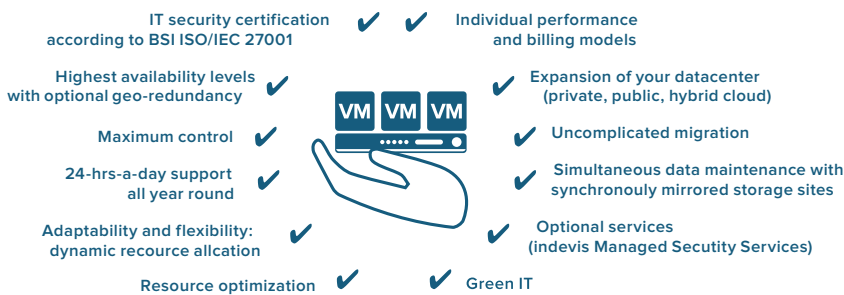 IT security certification
according to BSI ISO/IEC 27001
Highest availability levels
with optional geo-redundancy
Maximum control
24-hrs-a-day support
all year round
Adaptability and flexibility:
dynamic recource allcation
Resource optimization
VM VM VM
Individual performance
and billing models
Expansion of your datacenter
(private, public, hybrid cloud)
Uncomplicated migration
Simultaneous data maintenance with
synchronouly mirrored storage sites
Optional services
(indevis Managed Secutity Services)
Green IT